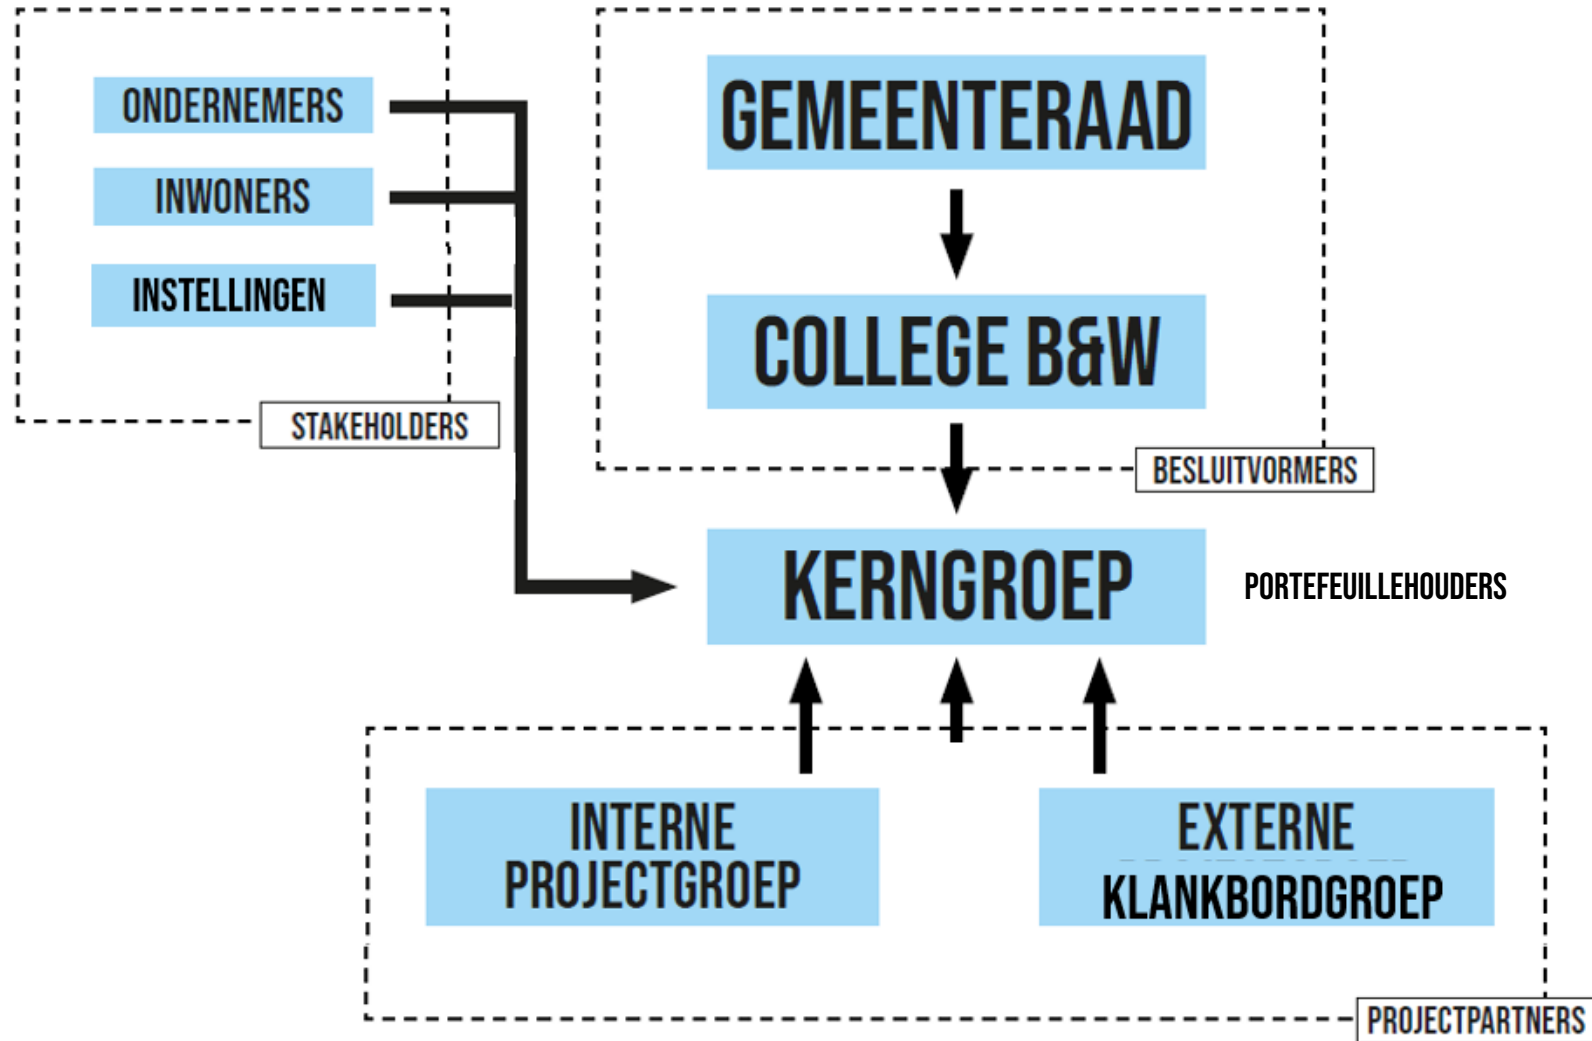 ONDERNEMERS
INWONERS
INSTELLINGEN
STAKEHOLDERS
GEMEENTERAAD
COLLEGE B&W
BESLUITVORMERS
KERNGROEP
PORTEFEUILLEHOUDERS
INTERNE
PROJECTGROEP
EXTERNE
KLANKBORDGROEP
PROJECTPARTNERS